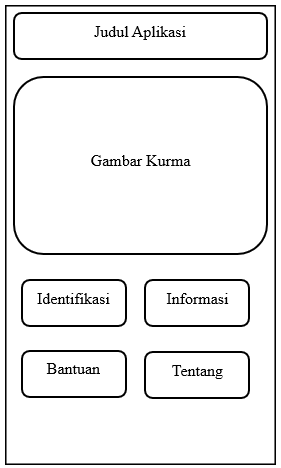 Judul Aplikasi
Gambar Kurma
Identifikasi
Informasi
Bantuan
Tentang